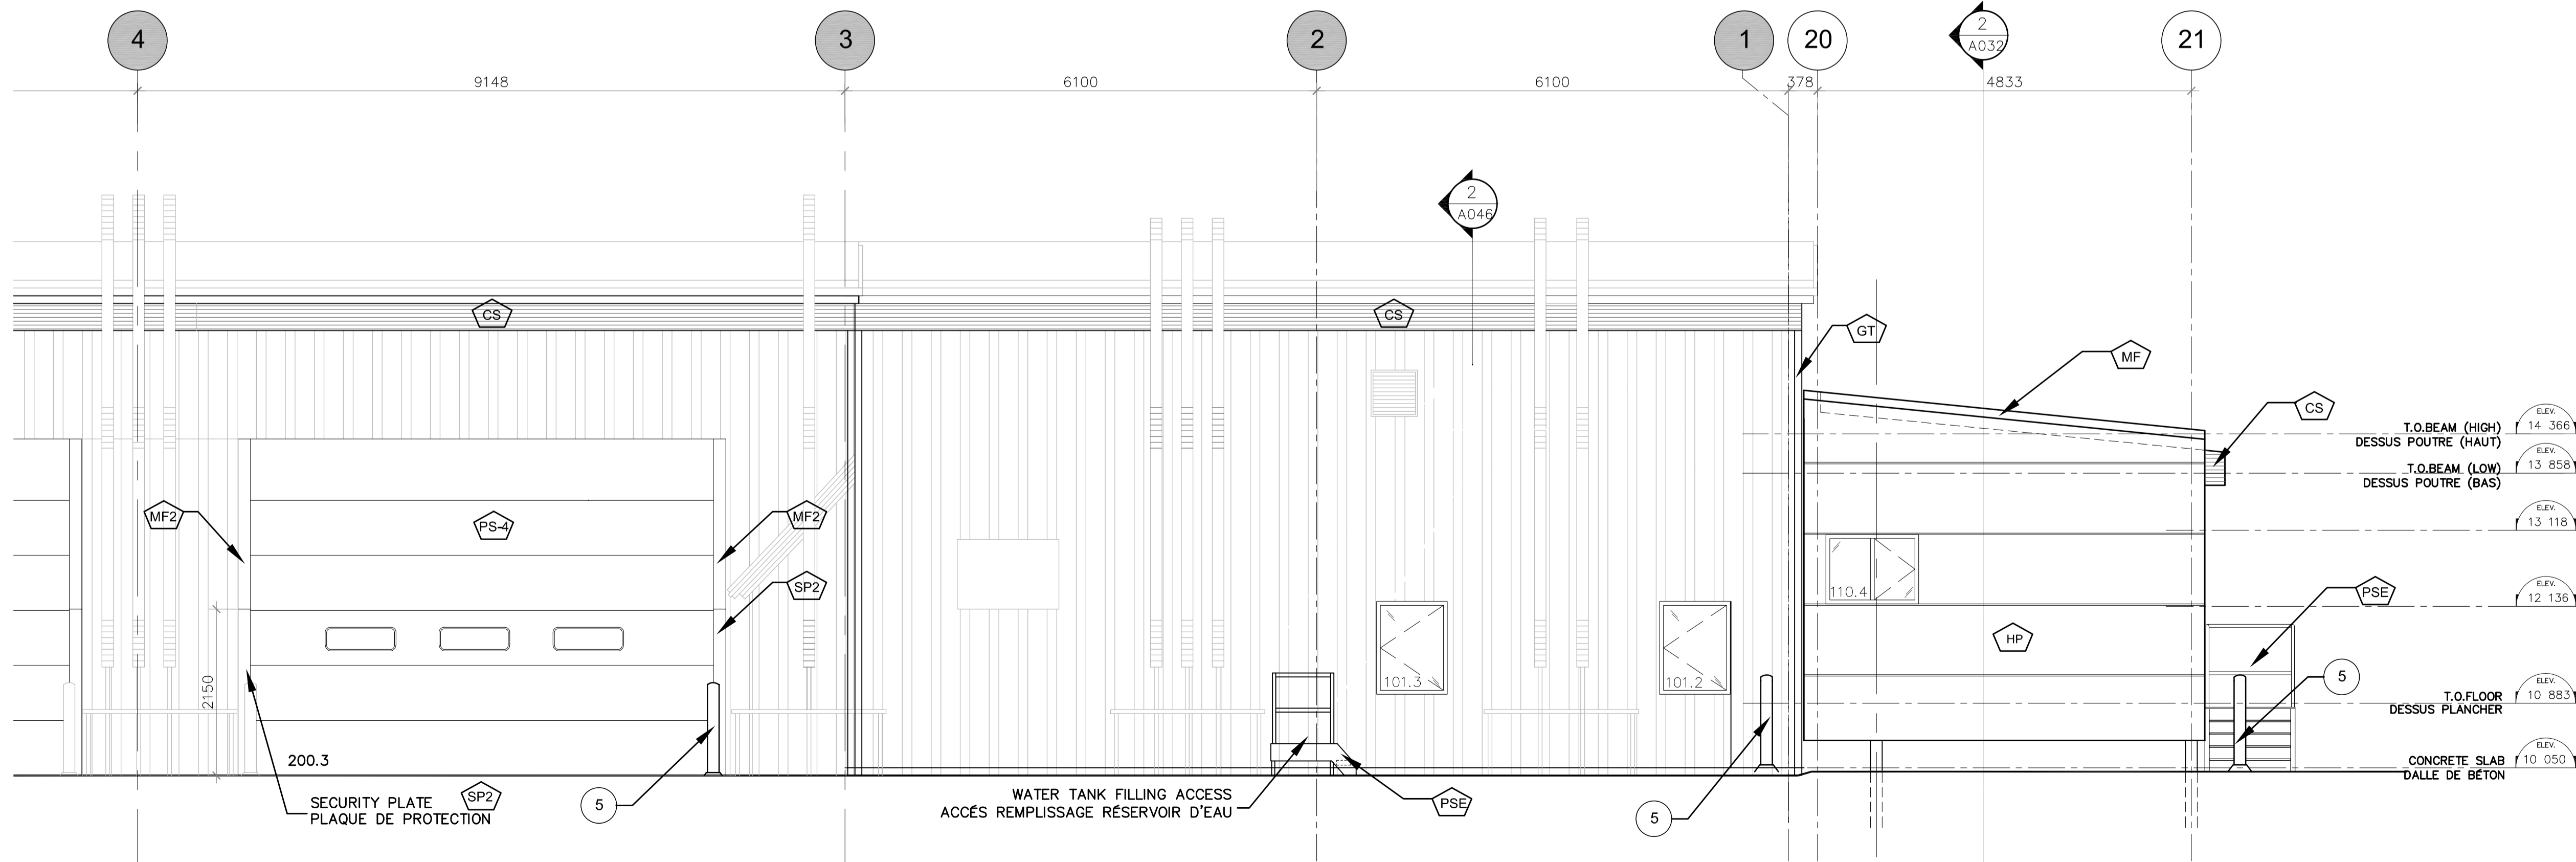 4
3
2
1
20
2
A032
21
9148
6100
6100
378
4833
2
A046
CS
CS
GT
MF
CS
ELEV.
T.O.BEAM (HIGH) 14 366
DESSUS POUTRE (HAUT)
ELEV.
T.O.BEAM (LOW) 13 858
DESSUS POUTRE (BAS)
MF2
PS-4
MF2
ELEV.
13 118
SP2
110.4
ELEV.
12 136
PSE
HP
2150
101.3
101.2
5
ELEV.
T.O.FLOOR 10 883
DESSUS PLANCHER
200.3
ELEV.
CONCRETE SLAB 10 050
DALLE DE BÉTON
SECURITY PLATE
PLAQUE DE PROTECTION
SP2
5
WATER TANK FILLING ACCESS
ACCÉS REMPLISSAGE RÉSERVOIR D'EAU
PSE
5